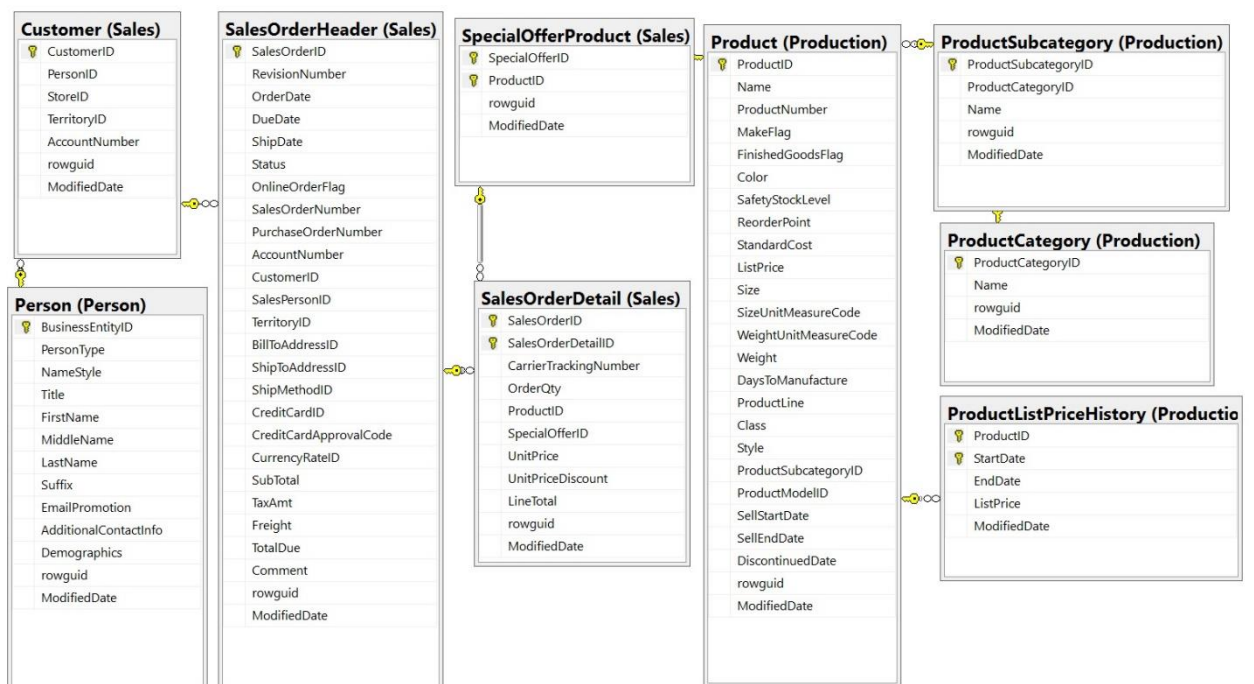 Customer (Sales)
CustomerID
PersonID
StoreID
TerritoryID
AccountNumber
rowguid
ModifiedDate
Person (Person)
BusinessEntityID
PersonType
NameStyle
Title
FirstName
MiddleName
LastName
Suffix
EmailPromotion
AdditionalContactInfo
Demographics
rowguid
ModifiedDate
SalesOrderHeader (Sales)
SalesOrderID
RevisionNumber
OrderDate
DueDate
ShipDate
Status
OnlineOrderFlag
SalesOrderNumber
PurchaseOrderNumber
AccountNumber
CustomerID
SalesPersonID
TerritoryID
BillToAddressID
ShipToAddressID
ShipMethodID
CreditCardID
CreditCardApprovalCode
CurrencyRateID
SubTotal
TaxAmt
Freight
TotalDue
Comment
rowguid
ModifiedDate
SpecialOfferProduct (Sales)
SpecialOfferID
ProductID
rowguid
ModifiedDate
SalesOrderDetail (Sales)
SalesOrderID
SalesOrderDetailID
CarrierTrackingNumber
OrderQty
ProductID
SpecialOfferID
UnitPrice
UnitPriceDiscount
LineTotal
rowguid
ModifiedDate
Product (Production)
ProductID
Name
ProductNumber
MakeFlag
FinishedGoodsFlag
Color
SafetyStockLevel
ReorderPoint
StandardCost
ListPrice
Size
SizeUnitMeasureCode
WeightUnitMeasureCode
Weight
DaysToManufacture
ProductLine
Class
Style
ProductSubcategoryID
ProductModelID
SellStartDate
SellEndDate
DiscontinuedDate
rowguid
ModifiedDate
ProductSubcategory (Production)
ProductSubcategoryID
ProductCategoryID
Name
rowguid
ModifiedDate
ProductCategory (Production)
ProductCategoryID
Name
rowguid
ModifiedDate
ProductListPriceHistory (Productio
ProductID
StartDate
EndDate
ListPrice
ModifiedDate